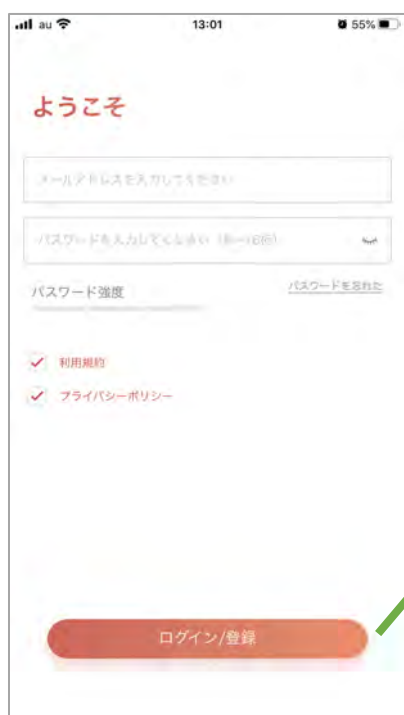 au 13:01 55%
ようこそ
メールアドレスを入力してください
パスワードを入力してください（8〜16桁）
パスワード強度
パスワードを忘れた
利用規約
プライバシーポリシー
ログイン/登録